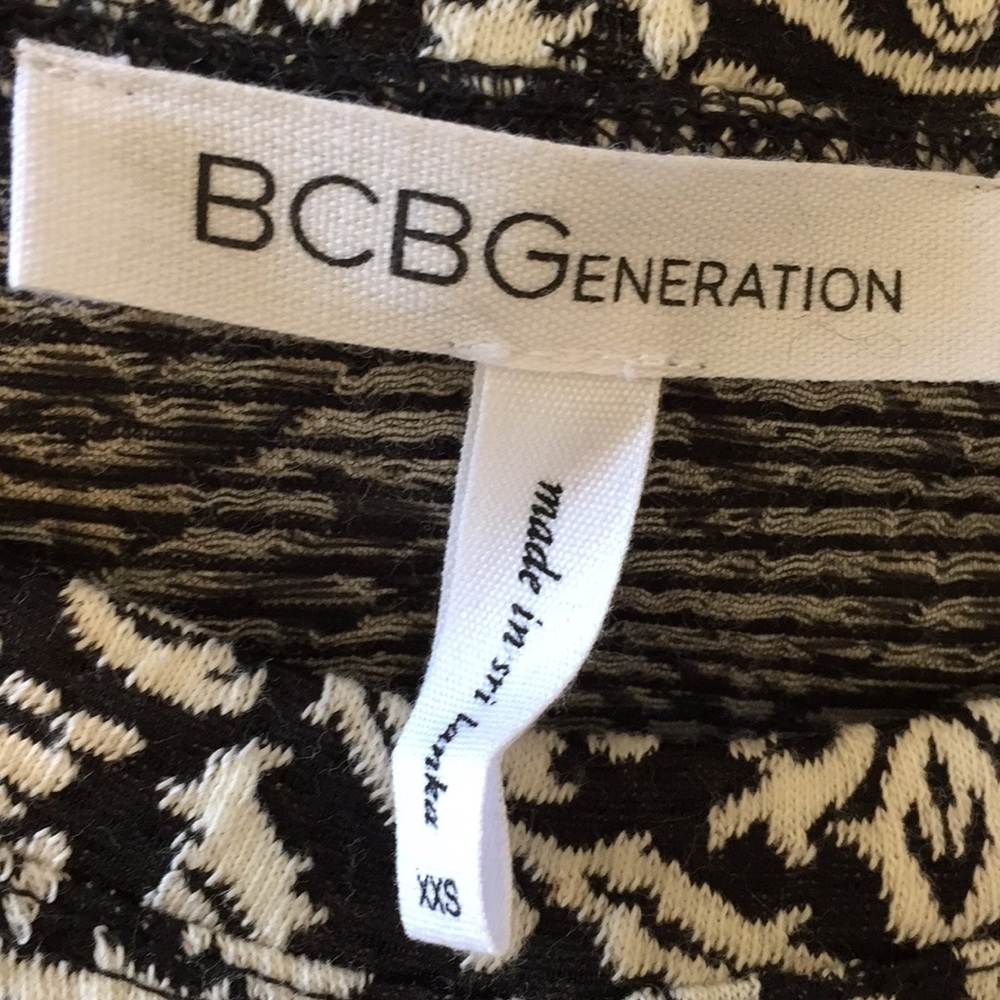 BCBGENERATION
made in sri lanka
XXS